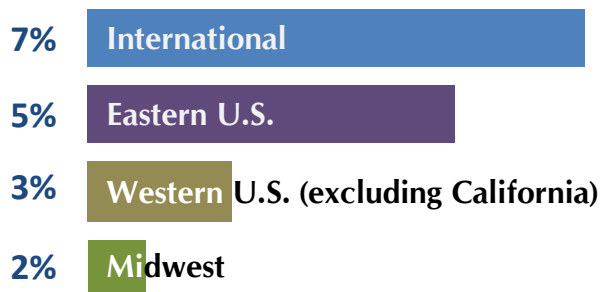 7% International
5% Eastern U.S.
3% Western U.S. (excluding California)
2% Midwest